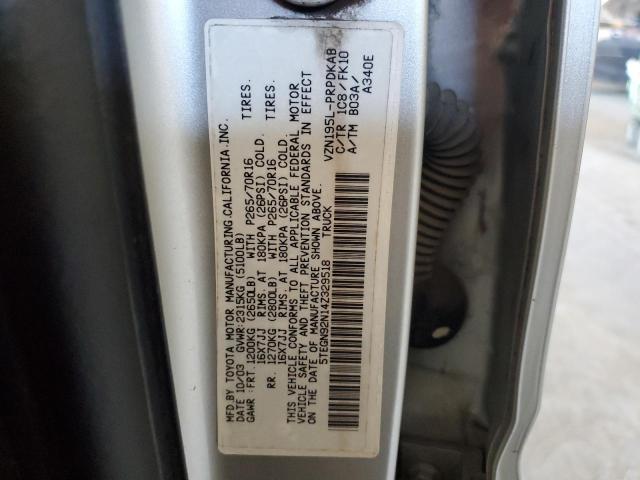 MFD.BY TOYOTA MOTOR MANUFACTURING,CALIFORNIA,INC.
DATE 10/03 GVWR:2315KG (5100LB)
GAWR :FRT. 1200KG (2650LB) WITH P265/70R16 TIRES.
16X7JJ RIMS. AT 180KPA (26PSI) COLD.
RR. 1270KG (2800LB) WITH P265/70R16 TIRES.
16X7JJ RIMS. AT 180KPA (26PSI) COLD.
THIS VEHICLE CONFORMS TO ALL APPLICABLE FEDERAL MOTOR
VEHICLE SAFETY AND THEFT PREVENTION STANDARDS IN EFFECT
ON THE DATE OF MANUFACTURE SHOWN ABOVE.
5TEGN92N14Z329518 TRUCK
VZN195L-PRPDKAB
C/TR 1C8/FK10
A/TM B03A/
A340E